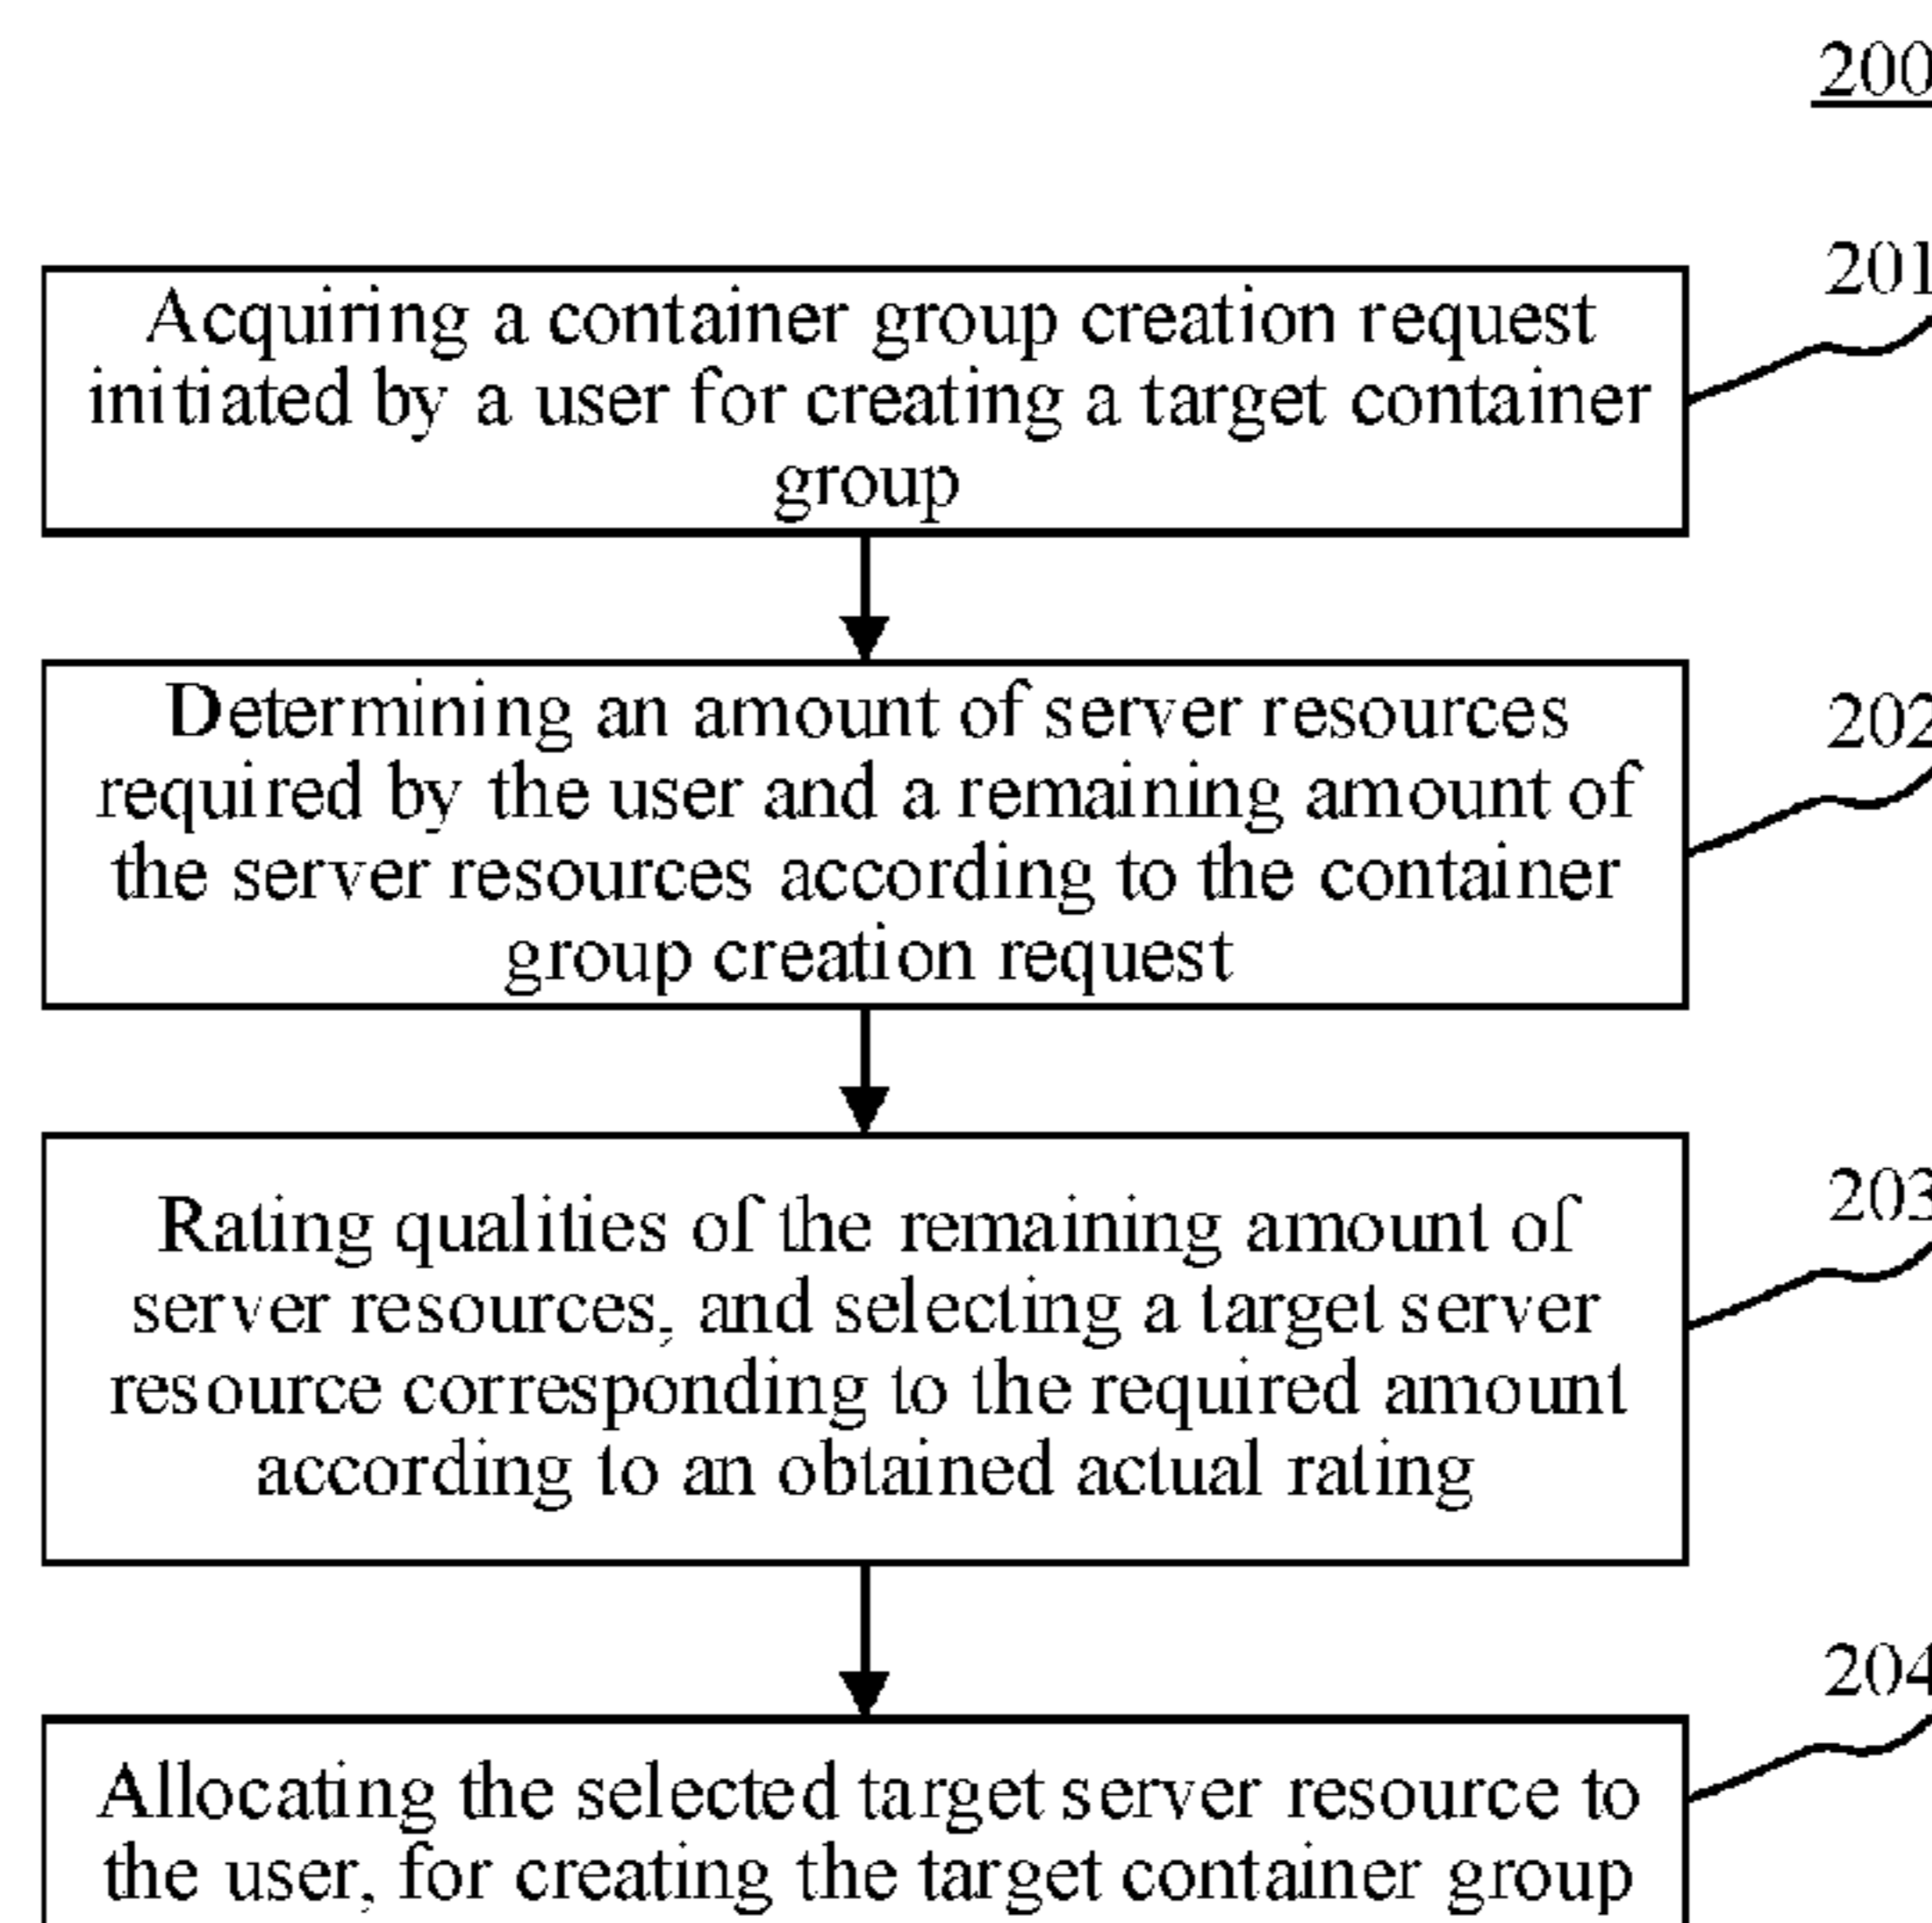 200
201
Acquiring a container group creation request
initiated by a user for creating a target container
group
202
Determining an amount of server resources
required by the user and a remaining amount of
the server resources according to the container
group creation request
203
Rating qualities of the remaining amount of
server resources, and selecting a target server
resource corresponding to the required amount
according to an obtained actual rating
204
Allocating the selected target server resource to
the user, for creating the target container group